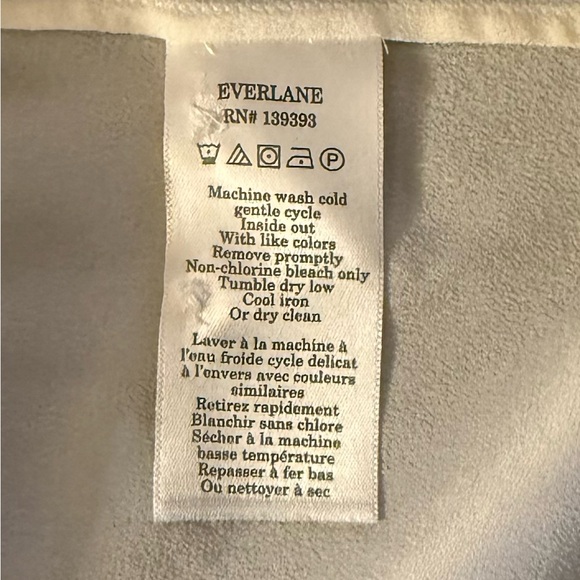 EVERLANE
RN# 139393
P
Machine wash cold
gentle cycle
Inside out
With like colors
Remove promptly
Non-chlorine bleach only
Tumble dry low
Cool iron
Or dry clean
Laver à la machine à
l'eau froide cycle delicat
à l'envers avec couleurs
similaires
Retirez rapidement
Blanchir sans chlore
Sécher à la machine
basse température
Repasser à fer bas
Ou nettoyer à sec